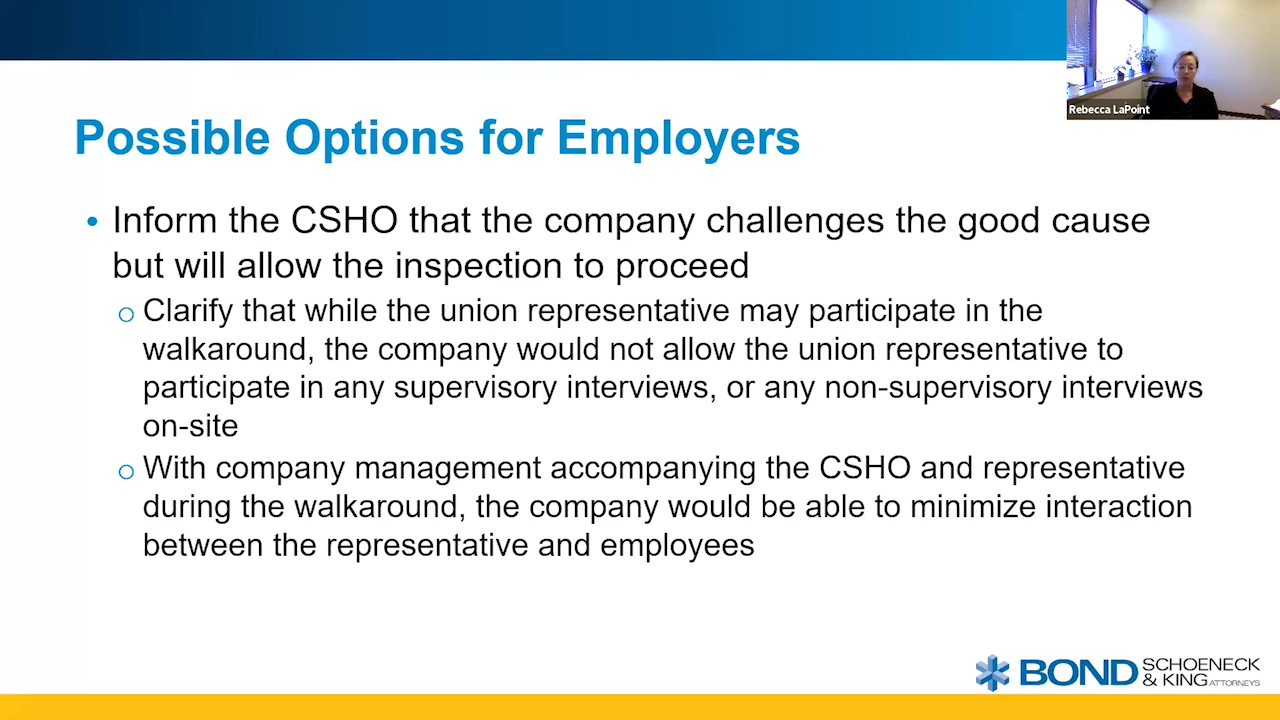 Rebecca LaPoint
Possible Options for Employers
• Inform the CSHO that the company challenges the good cause
but will allow the inspection to proceed
o Clarify that while the union representative may participate in the
walkaround, the company would not allow the union representative to
participate in any supervisory interviews, or any non-supervisory interviews
on-site
o With company management accompanying the CSHO and representative
during the walkaround, the company would be able to minimize interaction
between the representative and employees
BOND SCHOENECK
& KING ATTORNEYS